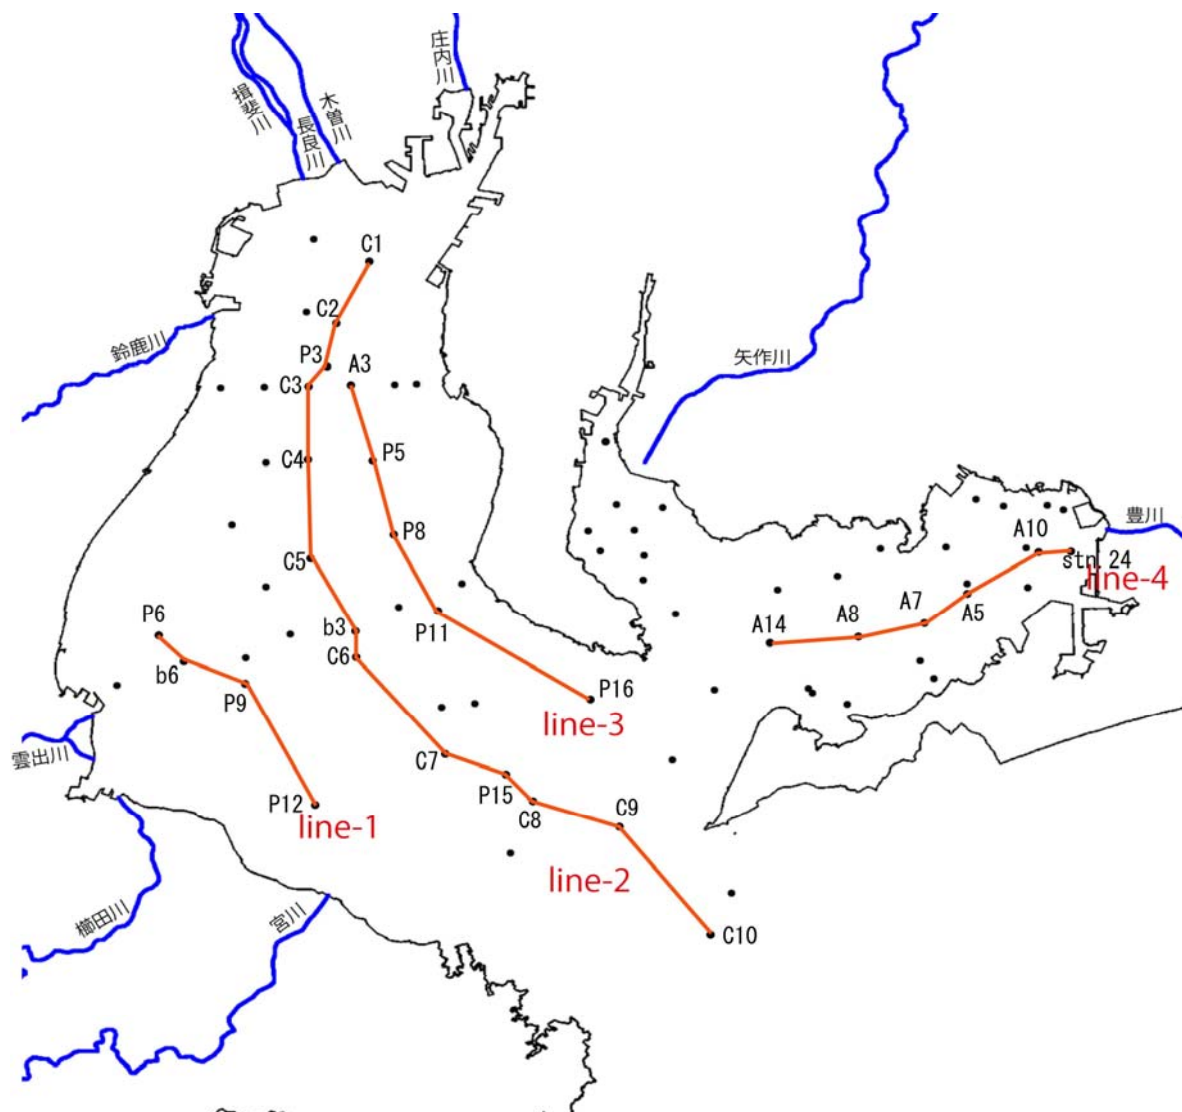 庄内川
揖斐川
長良川
木曽川
C1
C2
鈴鹿川
P3
A3
矢作川
C3
C4
P5
豊川
P8
A10
C5
stn.24
line-4
P6
b3
P11
A14
A8
A7
A5
C6
b6
P9
P16
line-3
雲出川
C7
P12
P15
C8
C9
line-1
line-2
櫛田川
宮川
C10